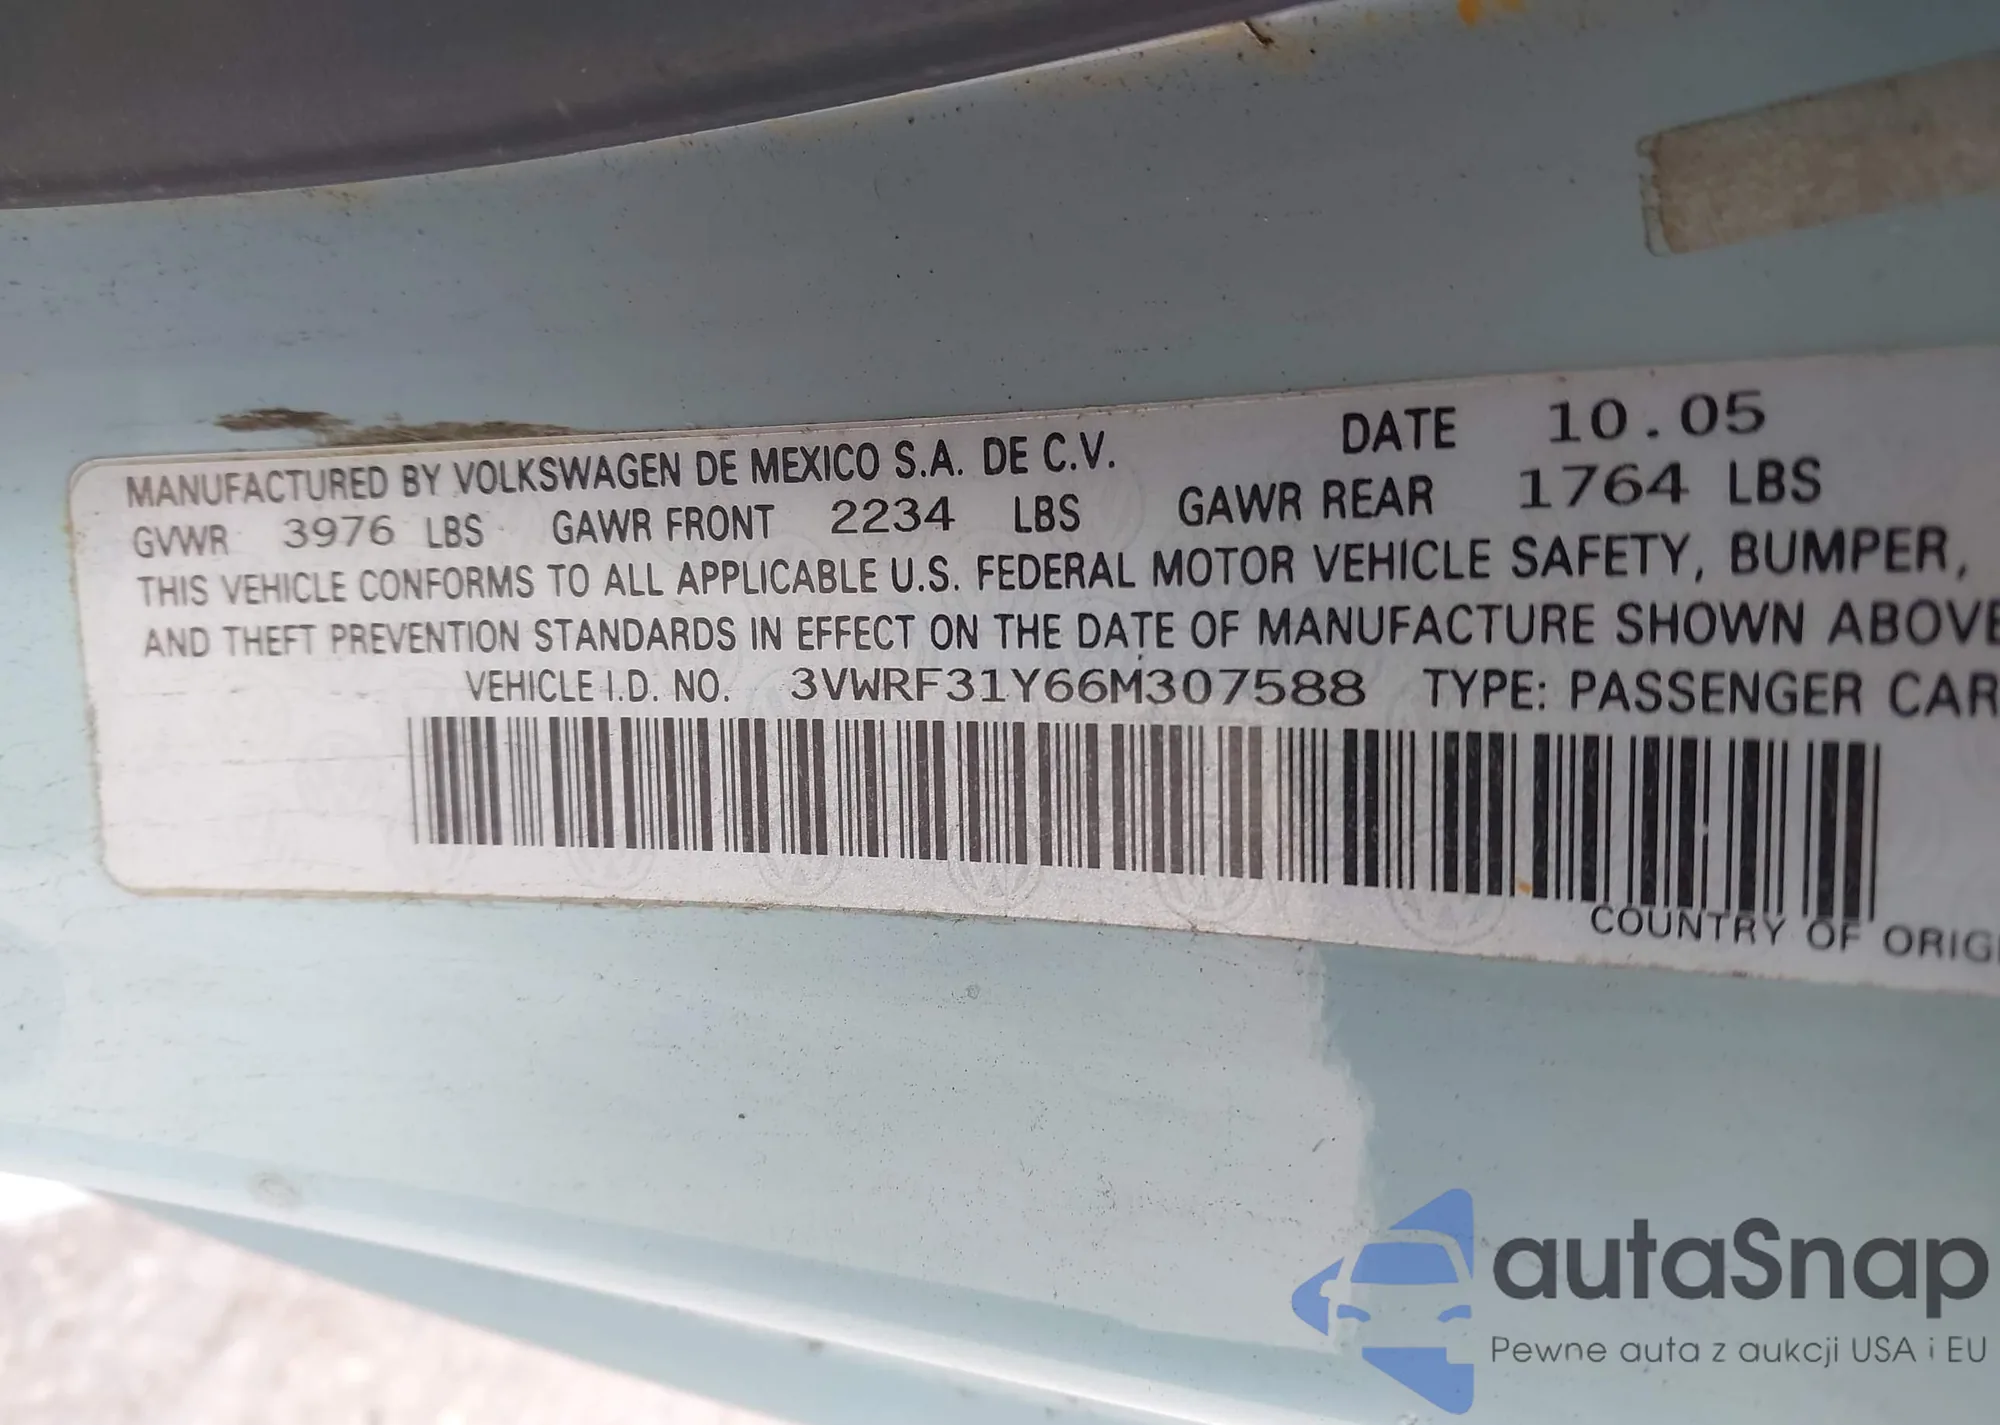 MANUFACTURED BY VOLKSWAGEN DE MEXICO S.A. DE C.V. DATE 10.05
GVWR 3976 LBS GAWR FRONT 2234 LBS GAWR REAR 1764 LBS
THIS VEHICLE CONFORMS TO ALL APPLICABLE U.S. FEDERAL MOTOR VEHICLE SAFETY, BUMPER,
AND THEFT PREVENTION STANDARDS IN EFFECT ON THE DATE OF MANUFACTURE SHOWN ABOVE
VEHICLE I.D. NO. 3VWRF31Y66M307588 TYPE: PASSENGER CAR
COUNTRY OF ORIG
autaSnap
Pewne auta z aukcji USA i EU